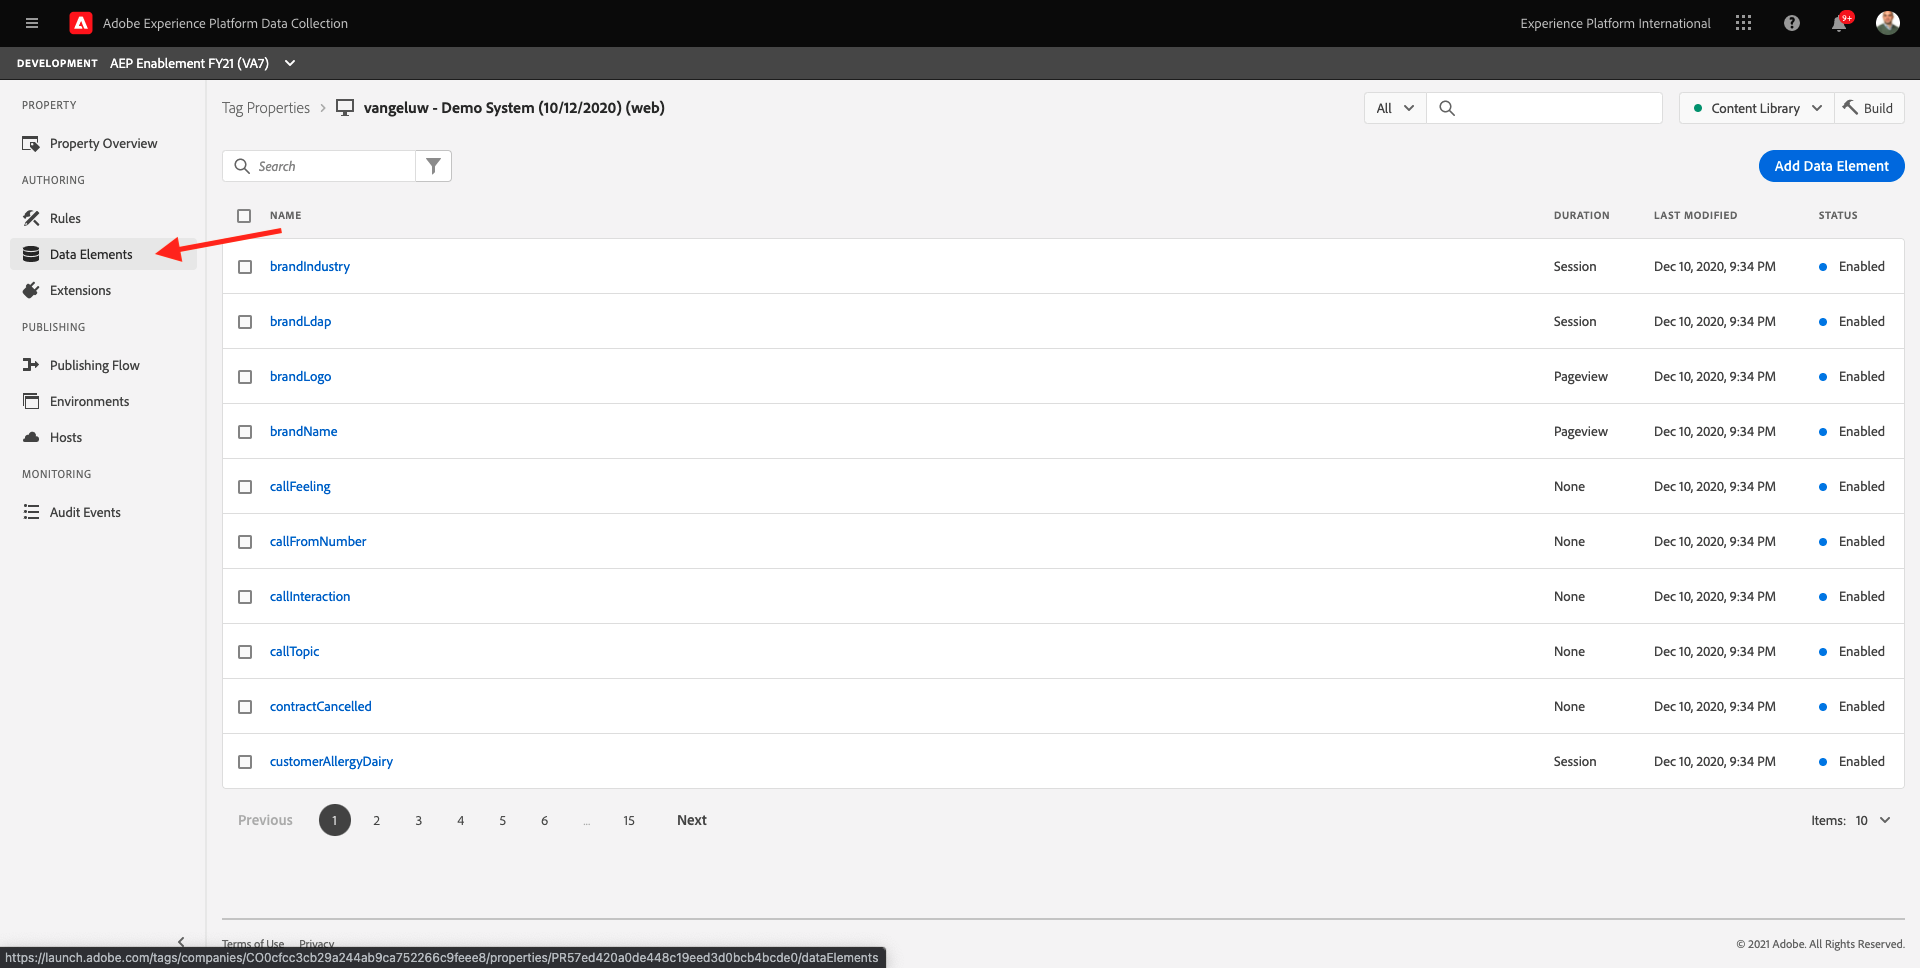 Adobe Experience Platform Data Collection
Experience Platform International
9+
DEVELOPMENT AEP Enablement FY21 (VA7)
PROPERTY
Property Overview
AUTHORING
Rules
Data Elements
Extensions
PUBLISHING
Publishing Flow
Environments
Hosts
MONITORING
Audit Events
Tag Properties > vangeluw - Demo System (10/12/2020) (web)
All
Content Library
Build
Search
Add Data Element
NAME DURATION LAST MODIFIED STATUS
brandIndustry Session Dec 10, 2020, 9:34 PM Enabled
brandLdap Session Dec 10, 2020, 9:34 PM Enabled
brandLogo Pageview Dec 10, 2020, 9:34 PM Enabled
brandName Pageview Dec 10, 2020, 9:34 PM Enabled
callFeeling None Dec 10, 2020, 9:34 PM Enabled
callFromNumber None Dec 10, 2020, 9:34 PM Enabled
callInteraction None Dec 10, 2020, 9:34 PM Enabled
callTopic None Dec 10, 2020, 9:34 PM Enabled
contractCancelled None Dec 10, 2020, 9:34 PM Enabled
customerAllergyDairy Session Dec 10, 2020, 9:34 PM Enabled
Previous 1 2 3 4 5 6 ... 15 Next
Items: 10
Terms of Use Privacy
© 2021 Adobe. All Rights Reserved.
https://launch.adobe.com/tags/companies/CO0cfcc3cb29a244ab9ca752266c9feee8/properties/PR57ed420a0de448c19eed3d0bcb4bcde0/dataElements